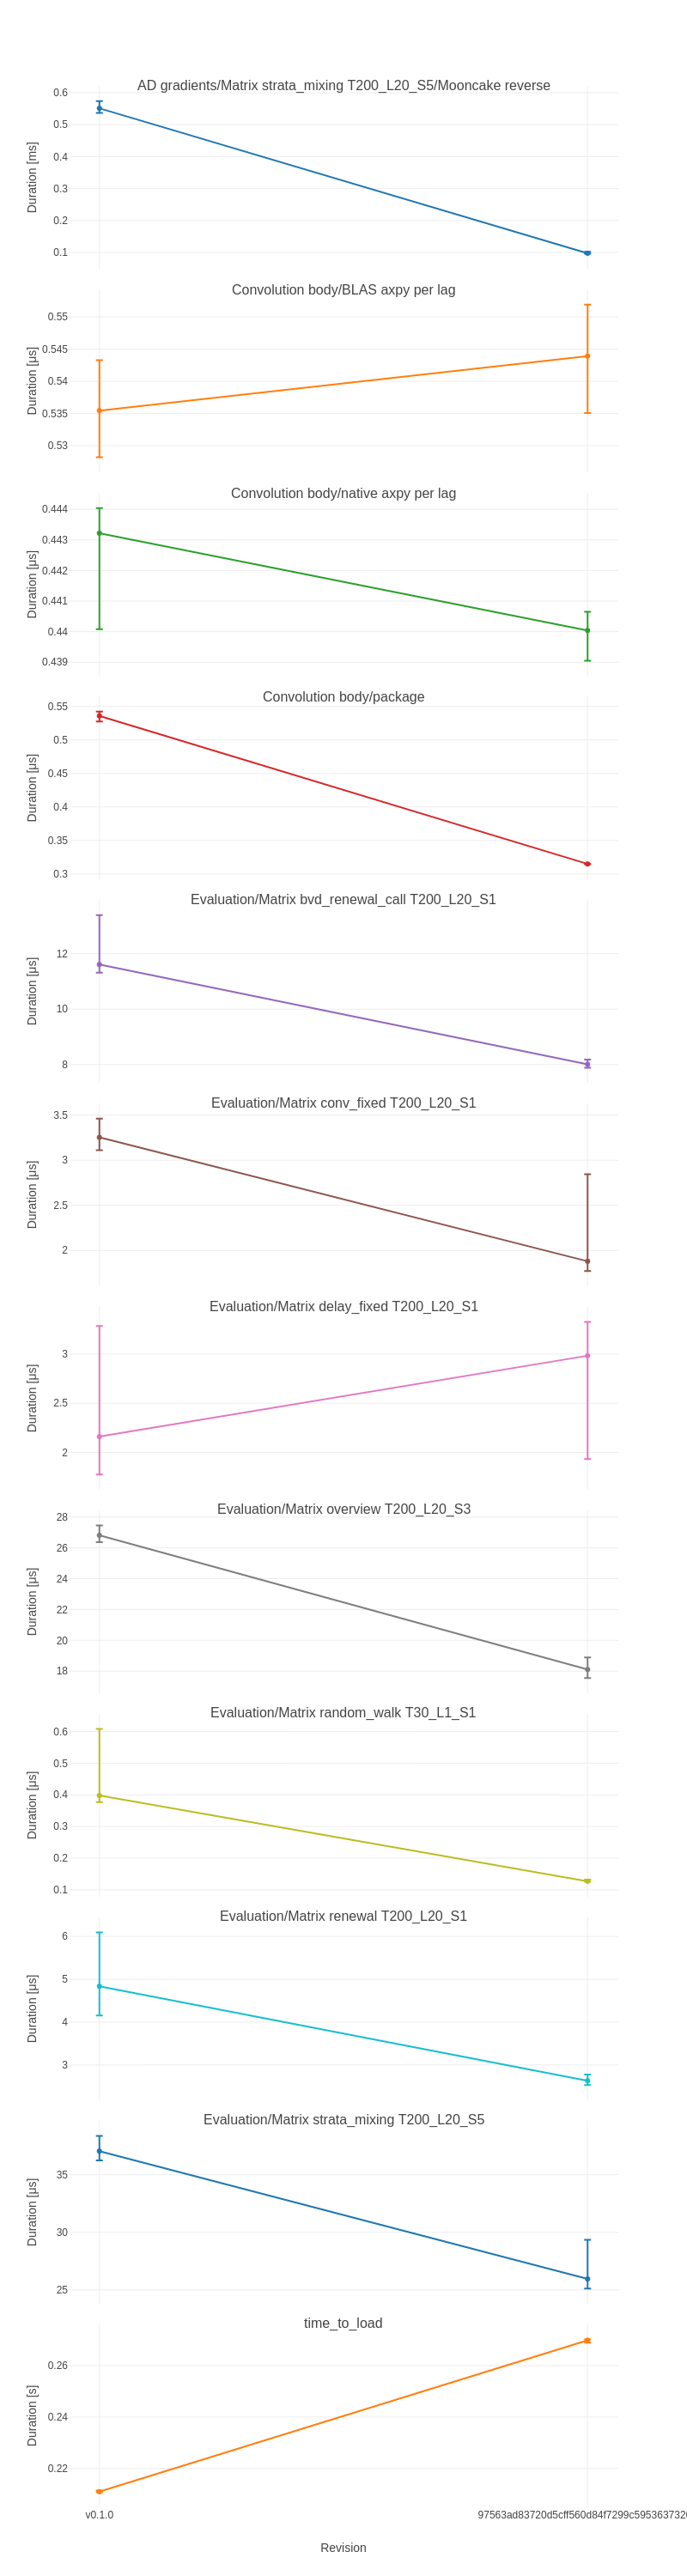 AD gradients/Matrix strata_mixing T200_L20_S5/Mooncake reverse
Duration [ms]
0.6
0.5
0.4
0.3
0.2
0.1
Convolution body/BLAS axpy per lag
Duration [μs]
0.55
0.545
0.54
0.535
0.53
Convolution body/native axpy per lag
Duration [μs]
0.444
0.443
0.442
0.441
0.44
0.439
Convolution body/package
Duration [μs]
0.55
0.5
0.45
0.4
0.35
0.3
Evaluation/Matrix bvd_renewal_call T200_L20_S1
Duration [μs]
12
10
8
Evaluation/Matrix conv_fixed T200_L20_S1
Duration [μs]
3.5
3
2.5
2
Evaluation/Matrix delay_fixed T200_L20_S1
Duration [μs]
3
2.5
2
Evaluation/Matrix overview T200_L20_S3
Duration [μs]
28
26
24
22
20
18
Evaluation/Matrix random_walk T30_L1_S1
Duration [μs]
0.6
0.5
0.4
0.3
0.2
0.1
Evaluation/Matrix renewal T200_L20_S1
Duration [μs]
6
5
4
3
Evaluation/Matrix strata_mixing T200_L20_S5
Duration [μs]
35
30
25
time_to_load
Duration [s]
0.26
0.24
0.22
v0.1.0
Revision